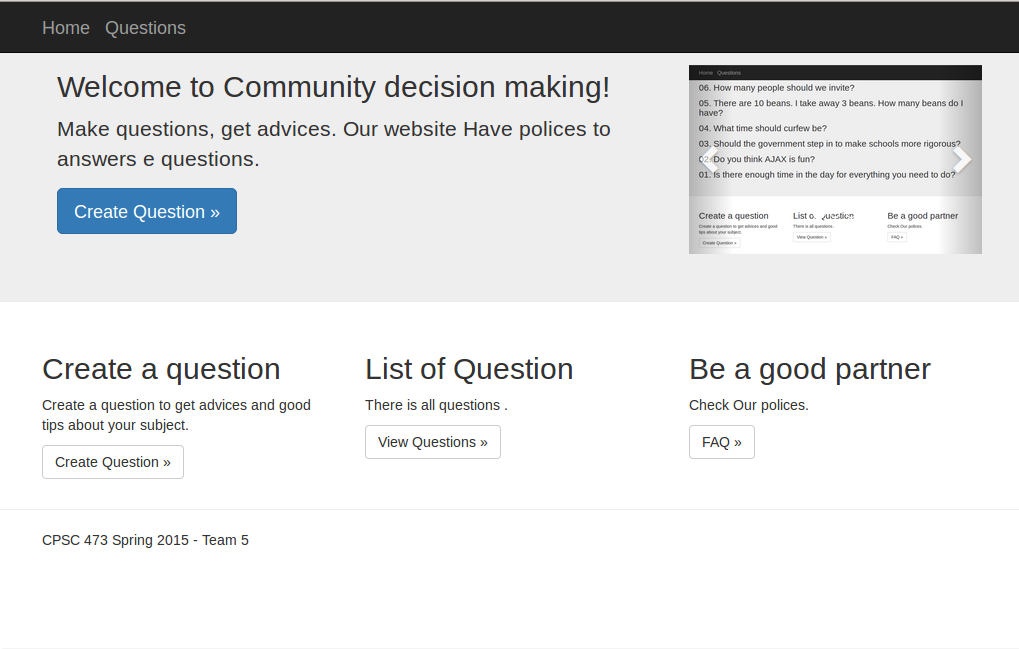 Home Questions
Welcome to Community decision making!
Make questions, get advices. Our website Have polices to
answers e questions.
Create Question »
Home Questions
06. How many people should we invite?
05. There are 10 beans. I take away 3 beans. How many beans do I
have?
04. What time should curfew be?
03. Should the government step in to make schools more rigorous?
02. Do you think AJAX is fun?
01. Is there enough time in the day for everything you need to do?
Create a question
Create a question to get advices and good
tips about your subject.
Create Question »
List of Question
There is all questions .
View Questions »
Be a good partner
Check Our polices.
FAQ »
Create a question
Create a question to get advices and good
tips about your subject.
Create Question »
List of Question
There is all questions .
View Questions »
Be a good partner
Check Our polices.
FAQ »
CPSC 473 Spring 2015 - Team 5